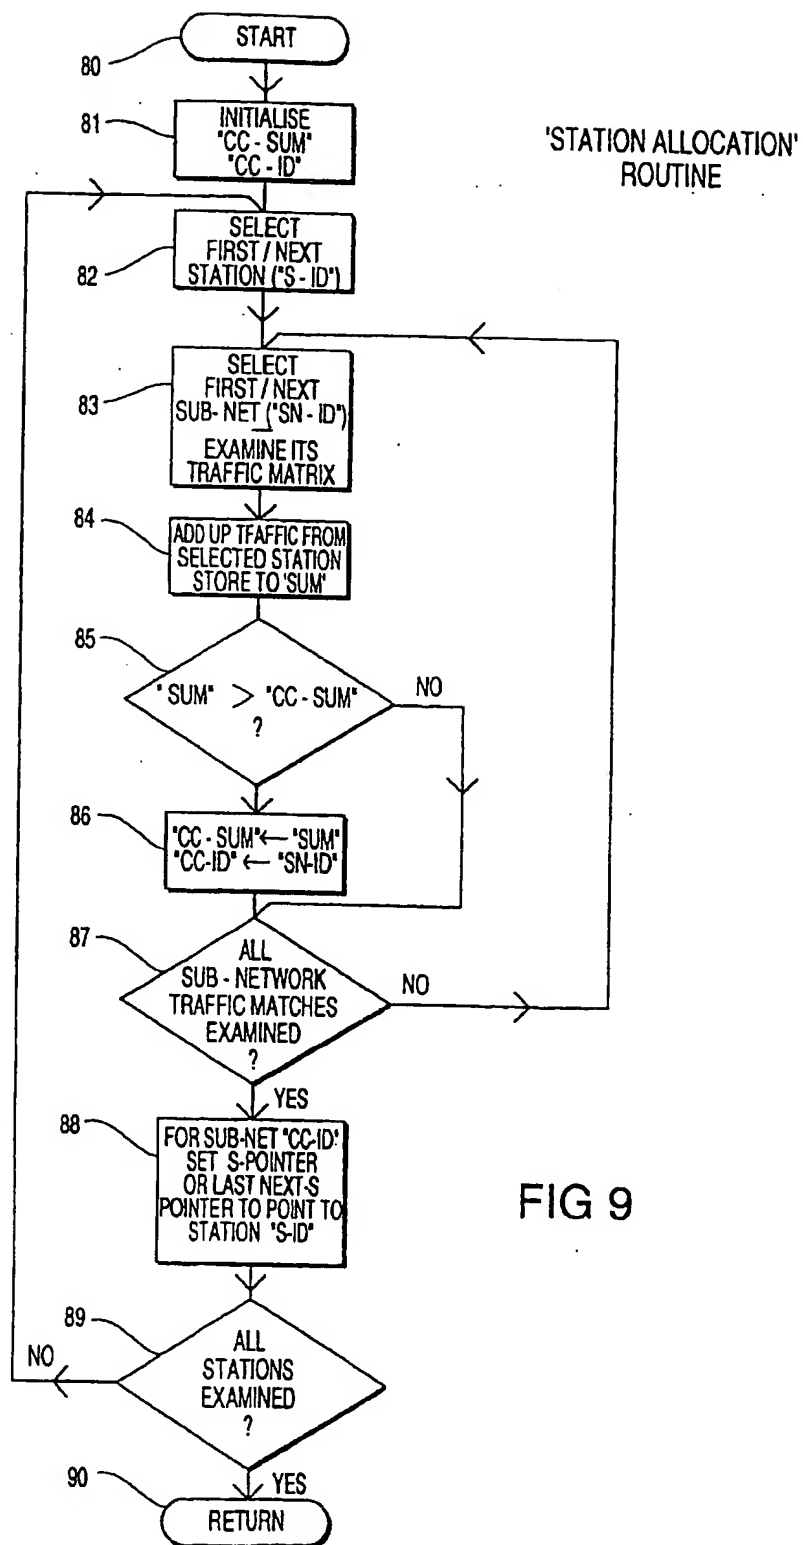 80
START
81
INITIALISE
"CC - SUM"
"CC - ID"
'STATION ALLOCATION'
ROUTINE
82
SELECT
FIRST / NEXT
STATION ("S - ID")
83
SELECT
FIRST / NEXT
SUB- NET ("SN - ID")
EXAMINE ITS
TRAFFIC MATRIX
84
ADD UP TFAFFIC FROM
SELECTED STATION
STORE TO 'SUM'
85
" SUM" > "CC - SUM"
?
NO
86
"CC - SUM" ← "SUM"
"CC-ID" ← "SN-ID"
87
ALL
SUB - NETWORK
TRAFFIC MATCHES
EXAMINED
?
NO
YES
88
FOR SUB-NET "CC-ID"
SET S-POINTER
OR LAST NEXT-S
POINTER TO POINT TO
STATION "S-ID"
FIG 9
89
ALL
STATIONS
EXAMINED
?
NO
YES
90
RETURN